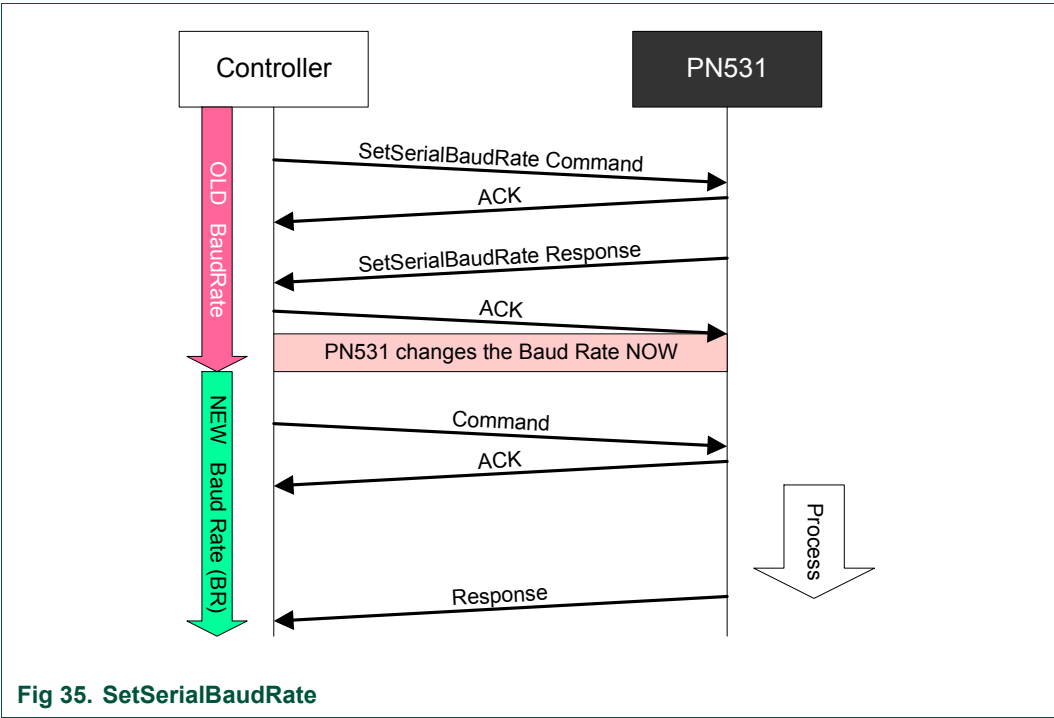 Controller
PN531
OLD BaudRate
SetSerialBaudRate Command
ACK
SetSerialBaudRate Response
ACK
PN531 changes the Baud Rate NOW
NEW Baud Rate (BR)
Command
ACK
Process
Response
Fig 35. SetSerialBaudRate